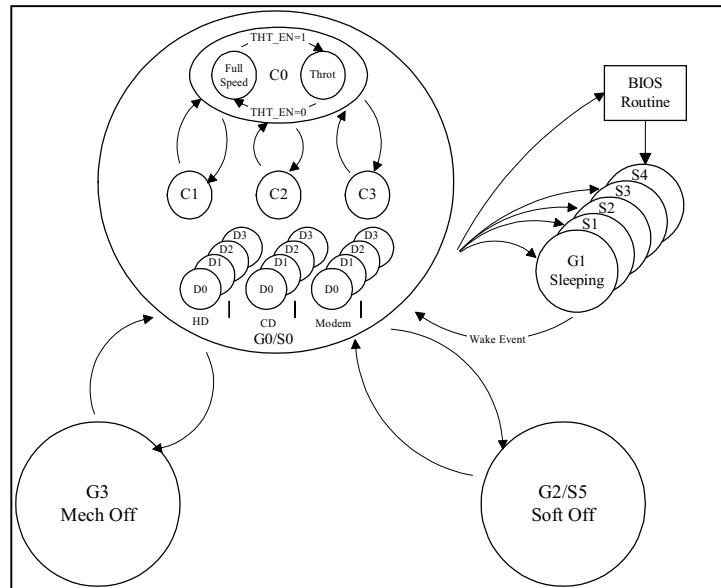 THT_EN=1
Full
Speed
C0
Throt
THT_EN=0
C1
C2
C3
BIOS
Routine
S4
S3
S2
S1
G1
Sleeping
D3
D2
D1
D0
D3
D2
D1
D0
D3
D2
D1
D0
HD
CD
Modem
G0/S0
Wake Event
G3
Mech Off
G2/S5
Soft Off